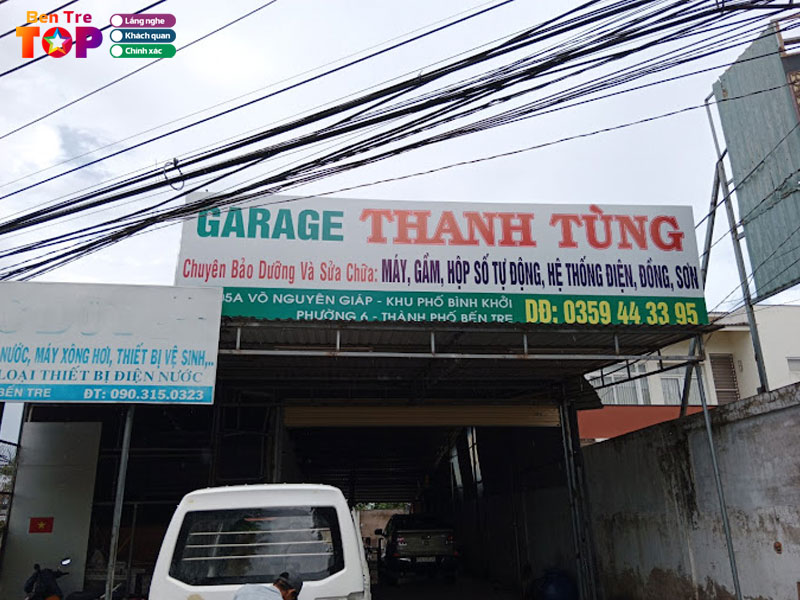 Ben Tre
TOP
Lắng nghe
Khách quan
Chính xác
GARAGE THANH TÙNG
Chuyên Bảo Dưỡng Và Sửa Chữa: MÁY, GẦM, HỘP SỐ TỰ ĐỘNG, HỆ THỐNG ĐIỆN, ĐỒNG, SƠN
VÕ NGUYÊN GIÁP - KHU PHỐ BÌNH KHỞI
PHƯỜNG 6 - THÀNH PHỐ BẾN TRE
DĐ: 0359 44 33 95
NƯỚC, MÁY XÔNG HƠI, THIẾT BỊ VỆ SINH,..
LOẠI THIẾT BỊ ĐIỆN NƯỚC
BẾN TRE ĐT: 090.315.0323